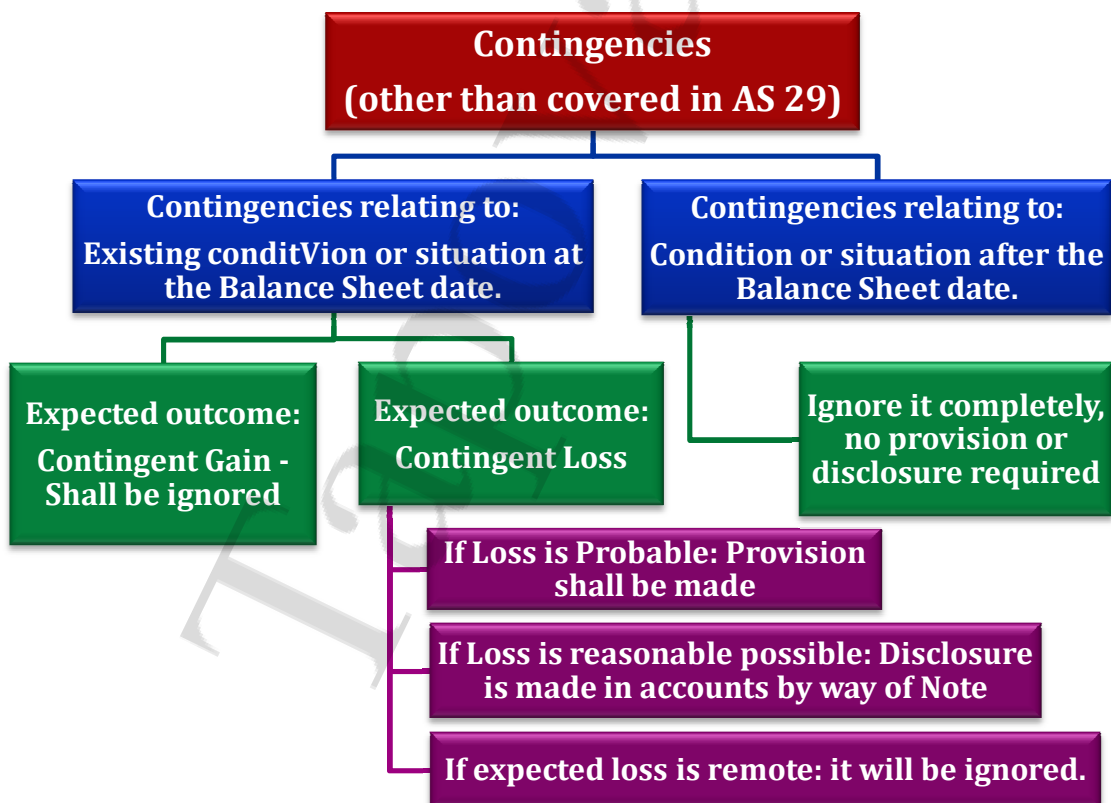 Contingencies
(other than covered in AS 29)
Contingencies relating to:
Existing conditVion or situation at
the Balance Sheet date.
Contingencies relating to:
Condition or situation after the
Balance Sheet date.
Expected outcome:
Contingent Gain -
Shall be ignored
Expected outcome:
Contingent Loss
Ignore it completely,
no provision or
disclosure required
If Loss is Probable: Provision
shall be made
If Loss is reasonable possible: Disclosure
is made in accounts by way of Note
If expected loss is remote: it will be ignored.